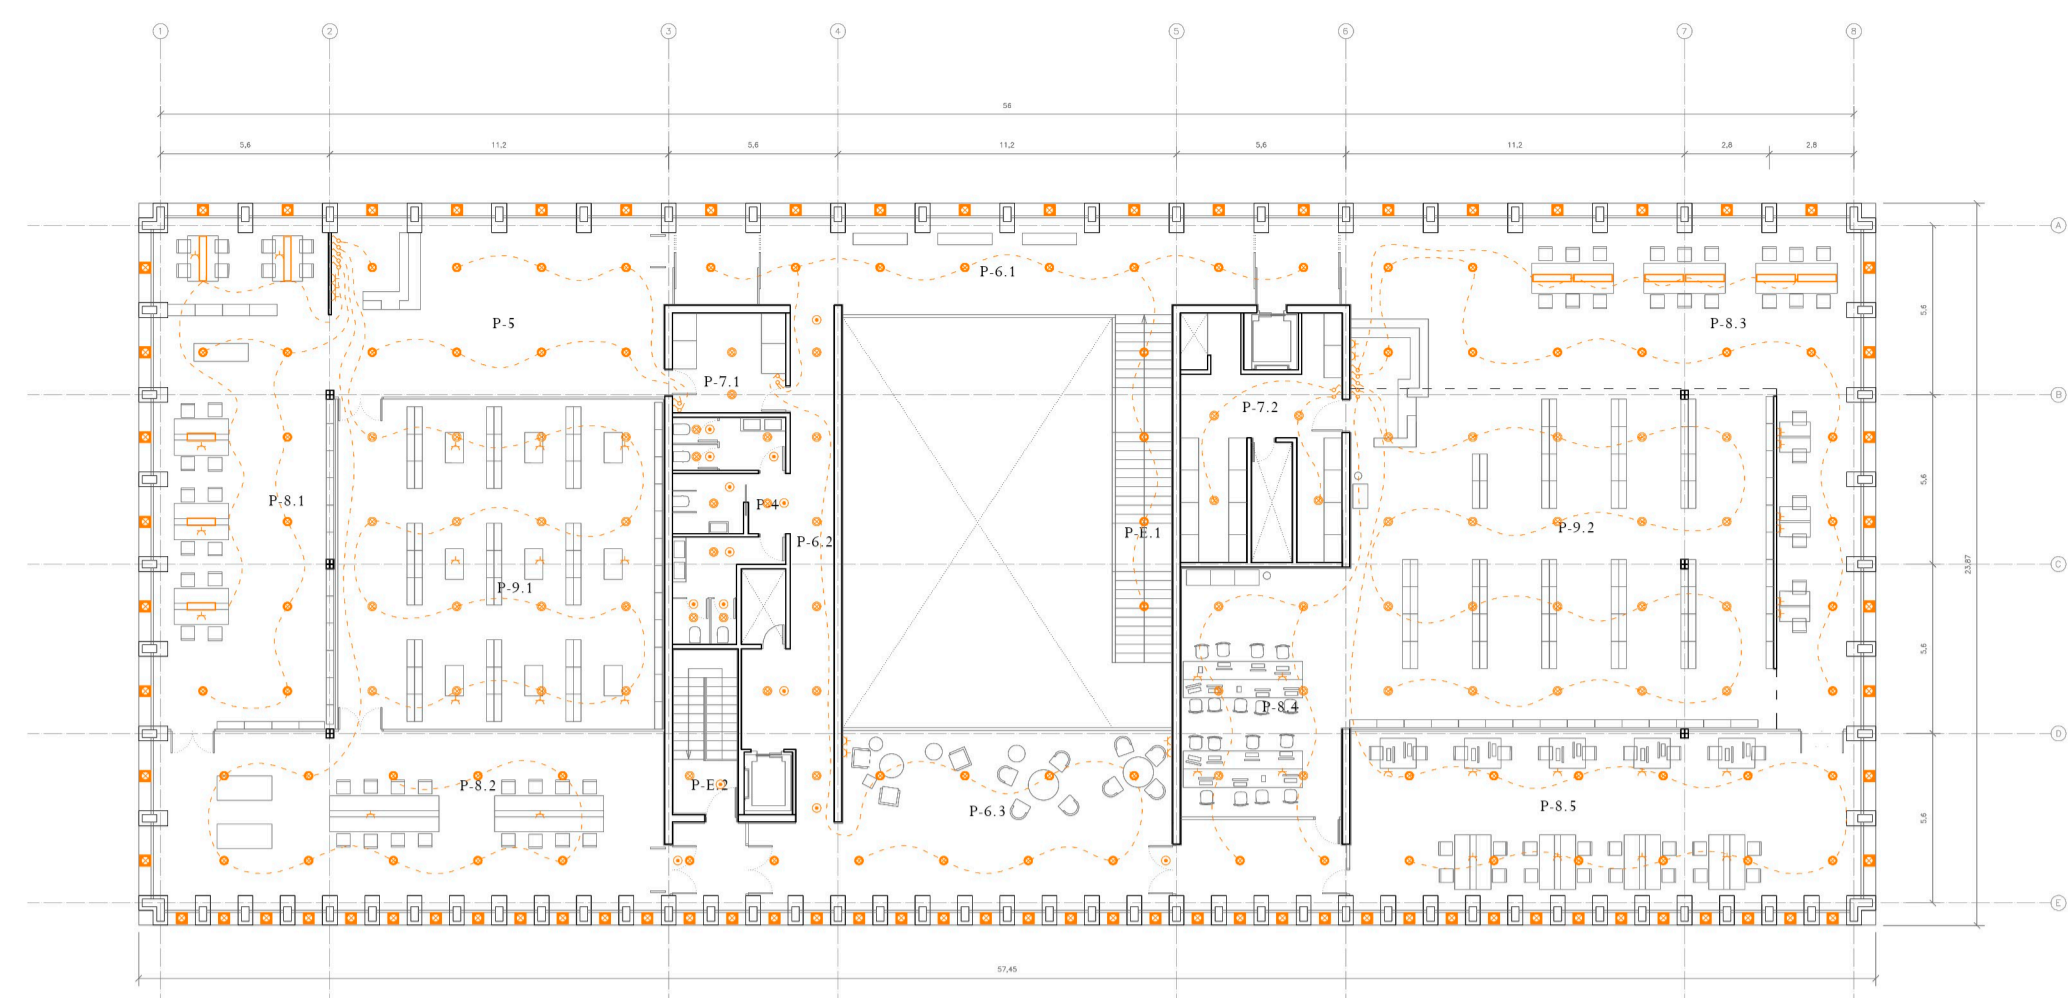 1 2 3 4 5 6 7 8
56
5,6 11,2 5,6 11,2 5,6 11,2 2,8 2,8
A
P-6.1
P-5
P-8.3
5,6
P-7.1
B
P-7.2
P-8.1
P-4
P-9.2
5,6
P-E.1
P-6.2
C
23,87
P-9.1
5,6
P-8.4
D
P-8.2
P-E.2
P-6.3
P-8.5
5,6
E
57,45